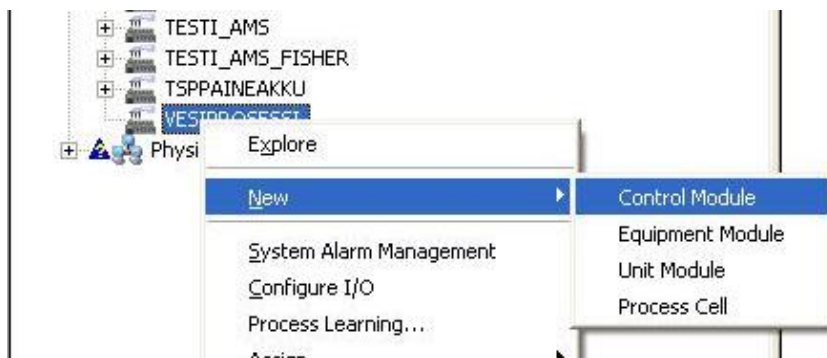 TESTI_AMS
TESTI_AMS_FISHER
TSPPAINEAKKU
VESIPROSESSI
Physi
Explore
New
Control Module
Equipment Module
Unit Module
Process Cell
System Alarm Management
Configure I/O
Process Learning...
Assign